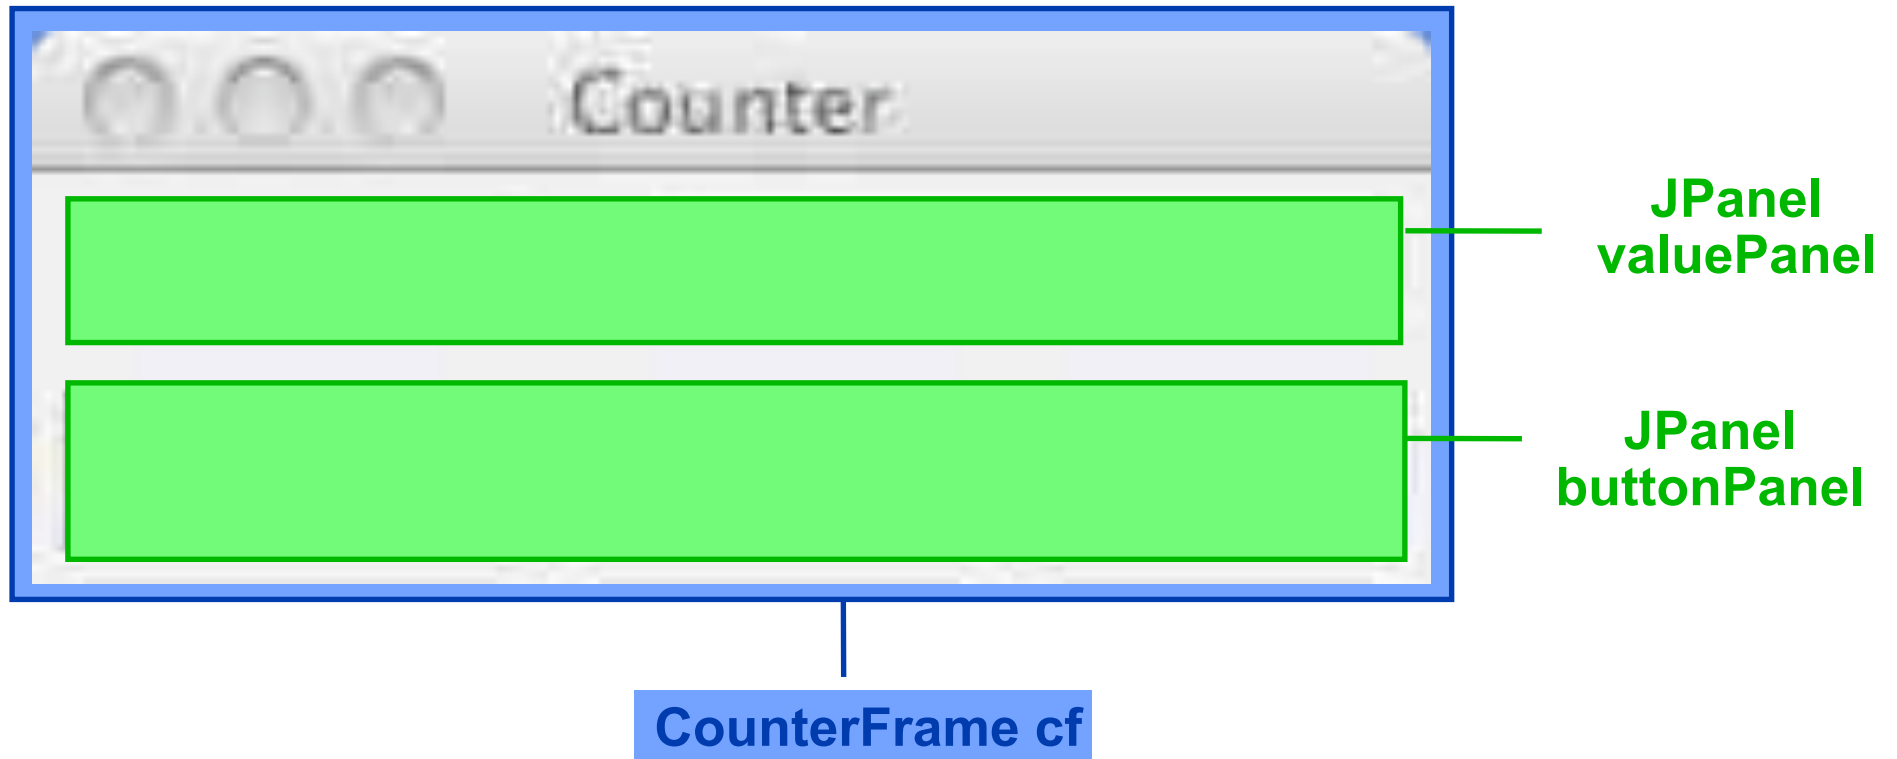 Counter
JPanel
valuePanel
JPanel
buttonPanel
CounterFrame cf